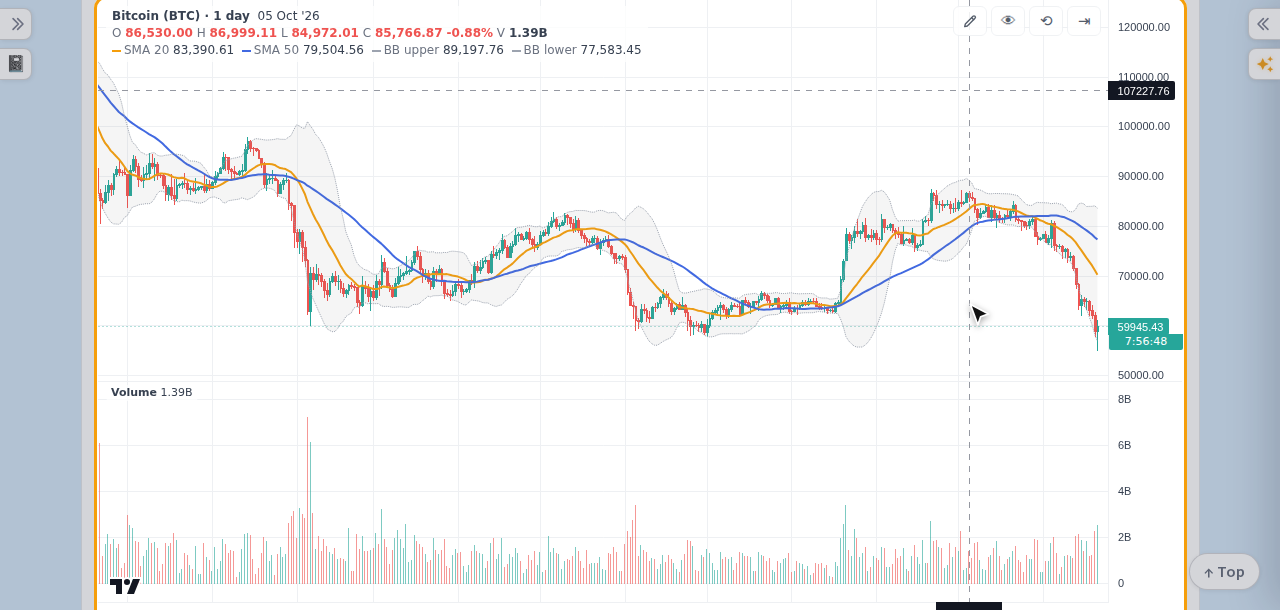 Bitcoin (BTC) · 1 day 05 Oct '26
O 86,530.00 H 86,999.11 L 84,972.01 C 85,766.87 -0.88% V 1.39B
SMA 20 83,390.61 SMA 50 79,504.56 BB upper 89,197.76 BB lower 77,583.45
120000.00
110000.00
107227.76
100000.00
90000.00
80000.00
70000.00
59945.43
7:56:48
50000.00
Volume 1.39B
8B
6B
4B
2B
0
↑ Top